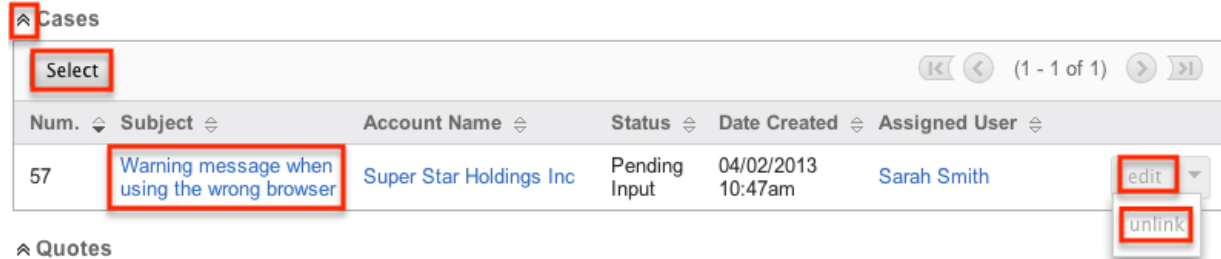 Cases
Select
(1 - 1 of 1)
Num. Subject Account Name Status Date Created Assigned User
57 Warning message when using the wrong browser Super Star Holdings Inc Pending Input 04/02/2013 10:47am Sarah Smith edit
unlink
Quotes